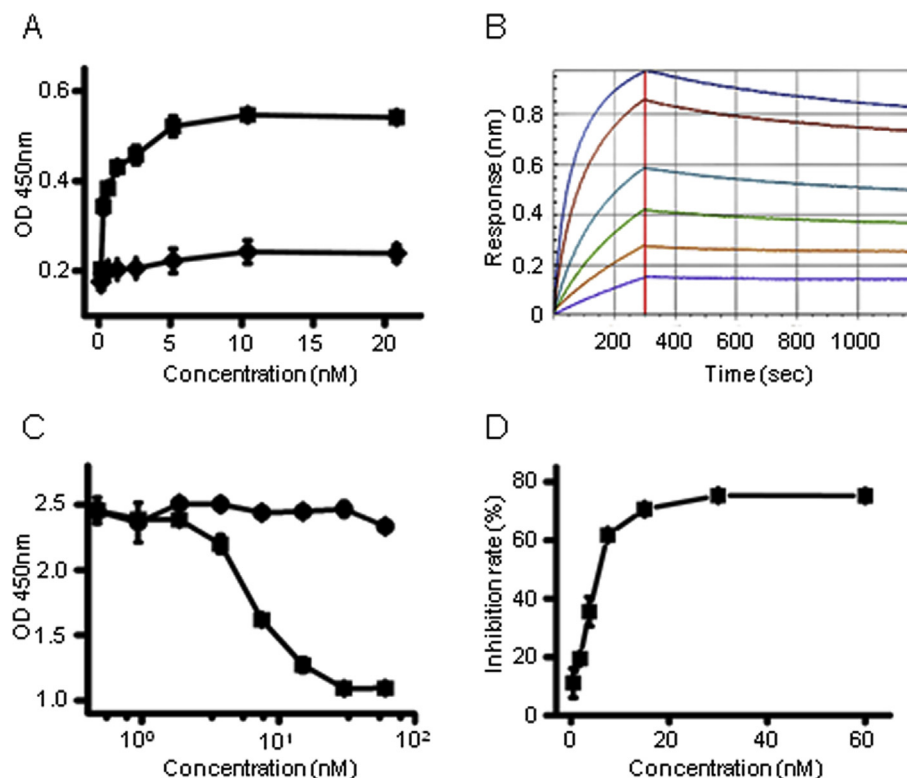 A
0.6
0.4
0.2
OD 450nm
0 5 10 15 20
Concentration (nM)
B
0.8
0.6
0.4
0.2
0
Response (nm)
200 400 600 800 1000
Time (sec)
C
2.5
2.0
1.5
1.0
OD 450nm
10⁰ 10¹ 10²
Concentration (nM)
D
80
60
40
20
0
Inhibition rate (%)
0 20 40 60
Concentration (nM)